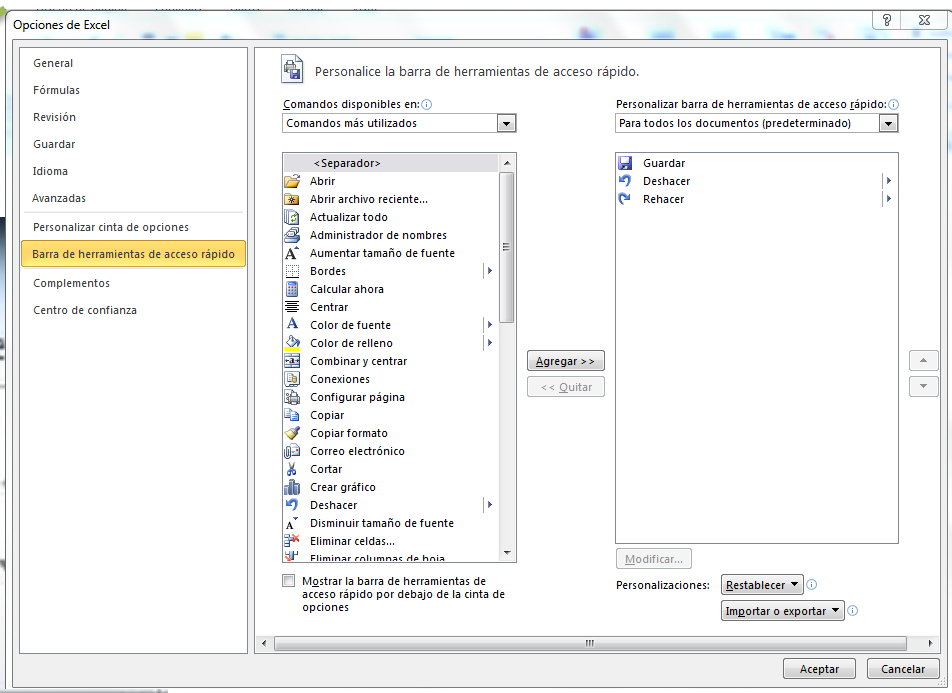 Opciones de Excel
General
Fórmulas
Revisión
Guardar
Idioma
Avanzadas
Personalizar cinta de opciones
Barra de herramientas de acceso rápido
Complementos
Centro de confianza
Personalice la barra de herramientas de acceso rápido.
Comandos disponibles en:
Comandos más utilizados
<Separador>
Abrir
Abrir archivo reciente...
Actualizar todo
Administrador de nombres
Aumentar tamaño de fuente
Bordes
Calcular ahora
Centrar
Color de fuente
Color de relleno
Combinar y centrar
Conexiones
Configurar página
Copiar
Copiar formato
Correo electrónico
Cortar
Crear gráfico
Deshacer
Disminuir tamaño de fuente
Eliminar celdas...
Eliminar columnas de hoja
Mostrar la barra de herramientas de
acceso rápido por debajo de la cinta de
opciones
Agregar >>
<< Quitar
Personalizar barra de herramientas de acceso rápido:
Para todos los documentos (predeterminado)
Guardar
Deshacer
Rehacer
Modificar...
Personalizaciones:
Restablecer
Importar o exportar
Aceptar
Cancelar